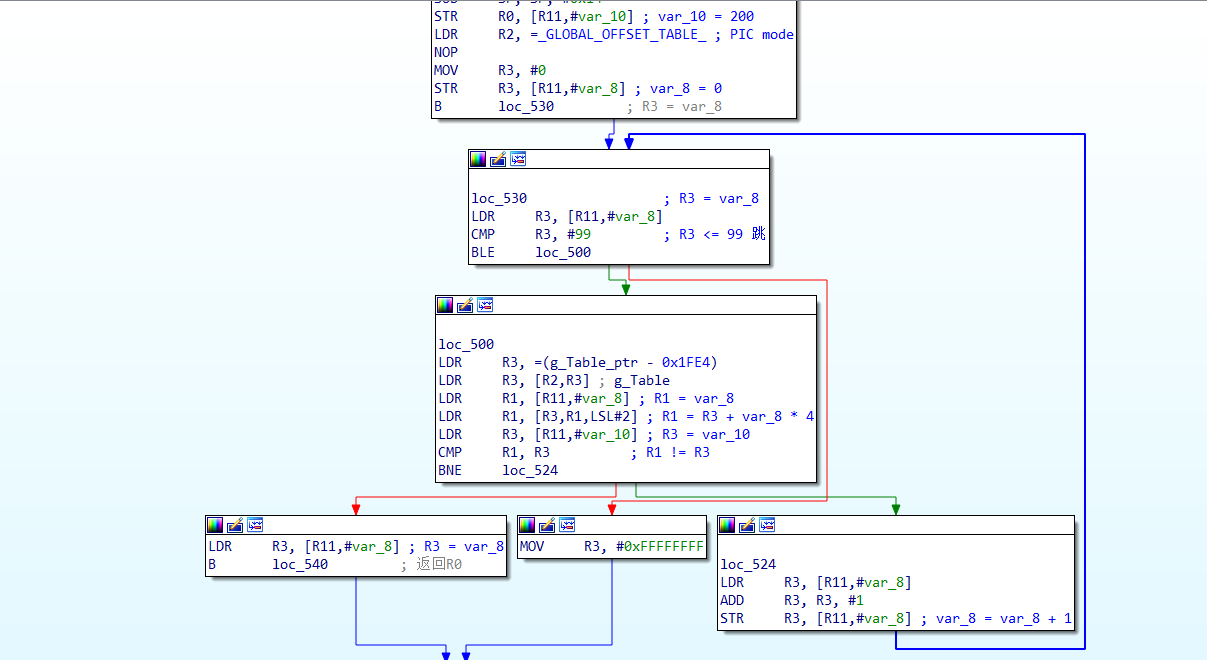 STR R0, [R11,#var_10] ; var_10 = 200
LDR R2, =_GLOBAL_OFFSET_TABLE_ ; PIC mode
NOP
MOV R3, #0
STR R3, [R11,#var_8] ; var_8 = 0
B loc_530 ; R3 = var_8
loc_530 ; R3 = var_8
LDR R3, [R11,#var_8]
CMP R3, #99 ; R3 <= 99 跳
BLE loc_500
loc_500
LDR R3, =(g_Table_ptr - 0x1FE4)
LDR R3, [R2,R3] ; g_Table
LDR R1, [R11,#var_8] ; R1 = var_8
LDR R1, [R3,R1,LSL#2] ; R1 = R3 + var_8 * 4
LDR R3, [R11,#var_10] ; R3 = var_10
CMP R1, R3 ; R1 != R3
BNE loc_524
LDR R3, [R11,#var_8] ; R3 = var_8
B loc_540 ; 返回R0
MOV R3, #0xFFFFFFFF
loc_524
LDR R3, [R11,#var_8]
ADD R3, R3, #1
STR R3, [R11,#var_8] ; var_8 = var_8 + 1